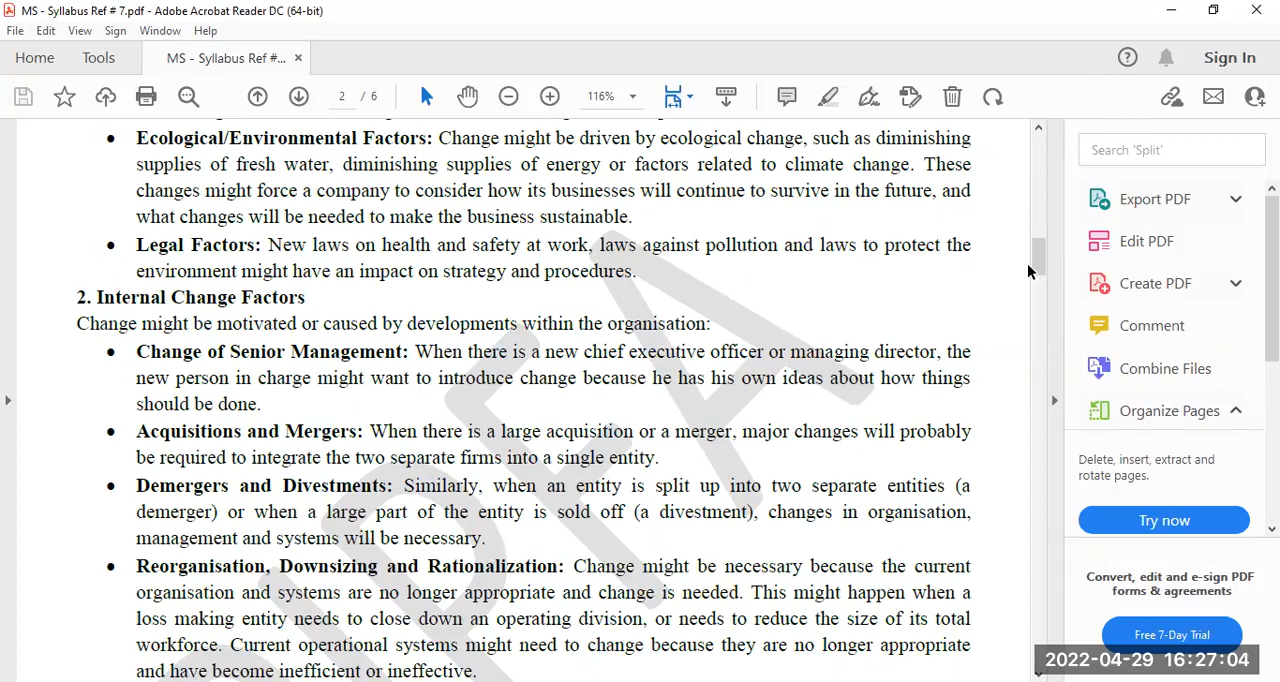 MS - Syllabus Ref # 7.pdf - Adobe Acrobat Reader DC (64-bit)
File Edit View Sign Window Help
Home Tools MS - Syllabus Ref #... × Sign In
2 / 6 116%
• Ecological/Environmental Factors: Change might be driven by ecological change, such as diminishing
supplies of fresh water, diminishing supplies of energy or factors related to climate change. These
changes might force a company to consider how its businesses will continue to survive in the future, and
what changes will be needed to make the business sustainable.
• Legal Factors: New laws on health and safety at work, laws against pollution and laws to protect the
environment might have an impact on strategy and procedures.
2. Internal Change Factors
Change might be motivated or caused by developments within the organisation:
• Change of Senior Management: When there is a new chief executive officer or managing director, the
new person in charge might want to introduce change because he has his own ideas about how things
should be done.
• Acquisitions and Mergers: When there is a large acquisition or a merger, major changes will probably
be required to integrate the two separate firms into a single entity.
• Demergers and Divestments: Similarly, when an entity is split up into two separate entities (a
demerger) or when a large part of the entity is sold off (a divestment), changes in organisation,
management and systems will be necessary.
• Reorganisation, Downsizing and Rationalization: Change might be necessary because the current
organisation and systems are no longer appropriate and change is needed. This might happen when a
loss making entity needs to close down an operating division, or needs to reduce the size of its total
workforce. Current operational systems might need to change because they are no longer appropriate
and have become inefficient or ineffective.
PFA
Search 'Split'
Export PDF
Edit PDF
Create PDF
Comment
Combine Files
Organize Pages
Delete, insert, extract and
rotate pages.
Try now
Convert, edit and e-sign PDF
forms & agreements
Free 7-Day Trial
2022-04-29 16:27:04